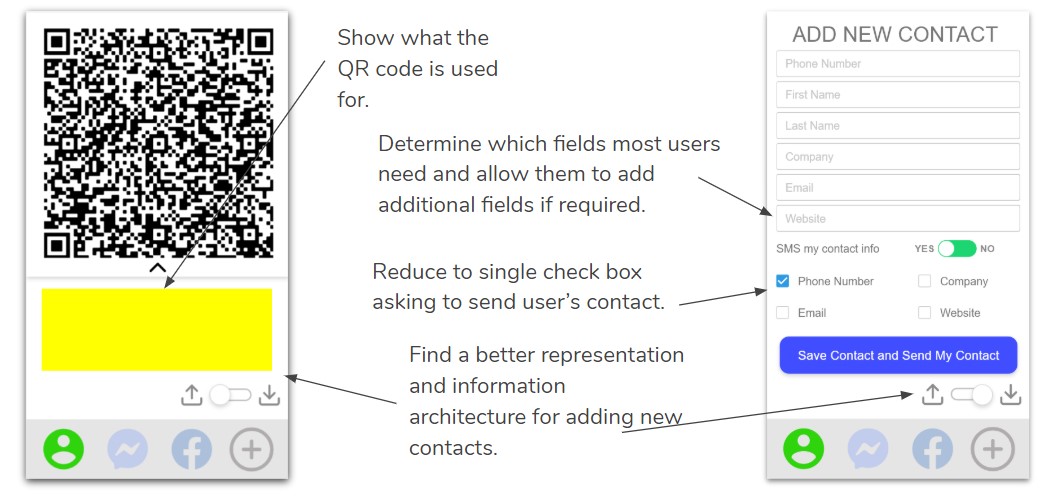 Show what the
QR code is used
for.
Determine which fields most users
need and allow them to add
additional fields if required.
Reduce to single check box
asking to send user's contact.
Find a better representation
and information
architecture for adding new
contacts.
ADD NEW CONTACT
Phone Number
First Name
Last Name
Company
Email
Website
SMS my contact info YES NO
Phone Number Company
Email Website
Save Contact and Send My Contact